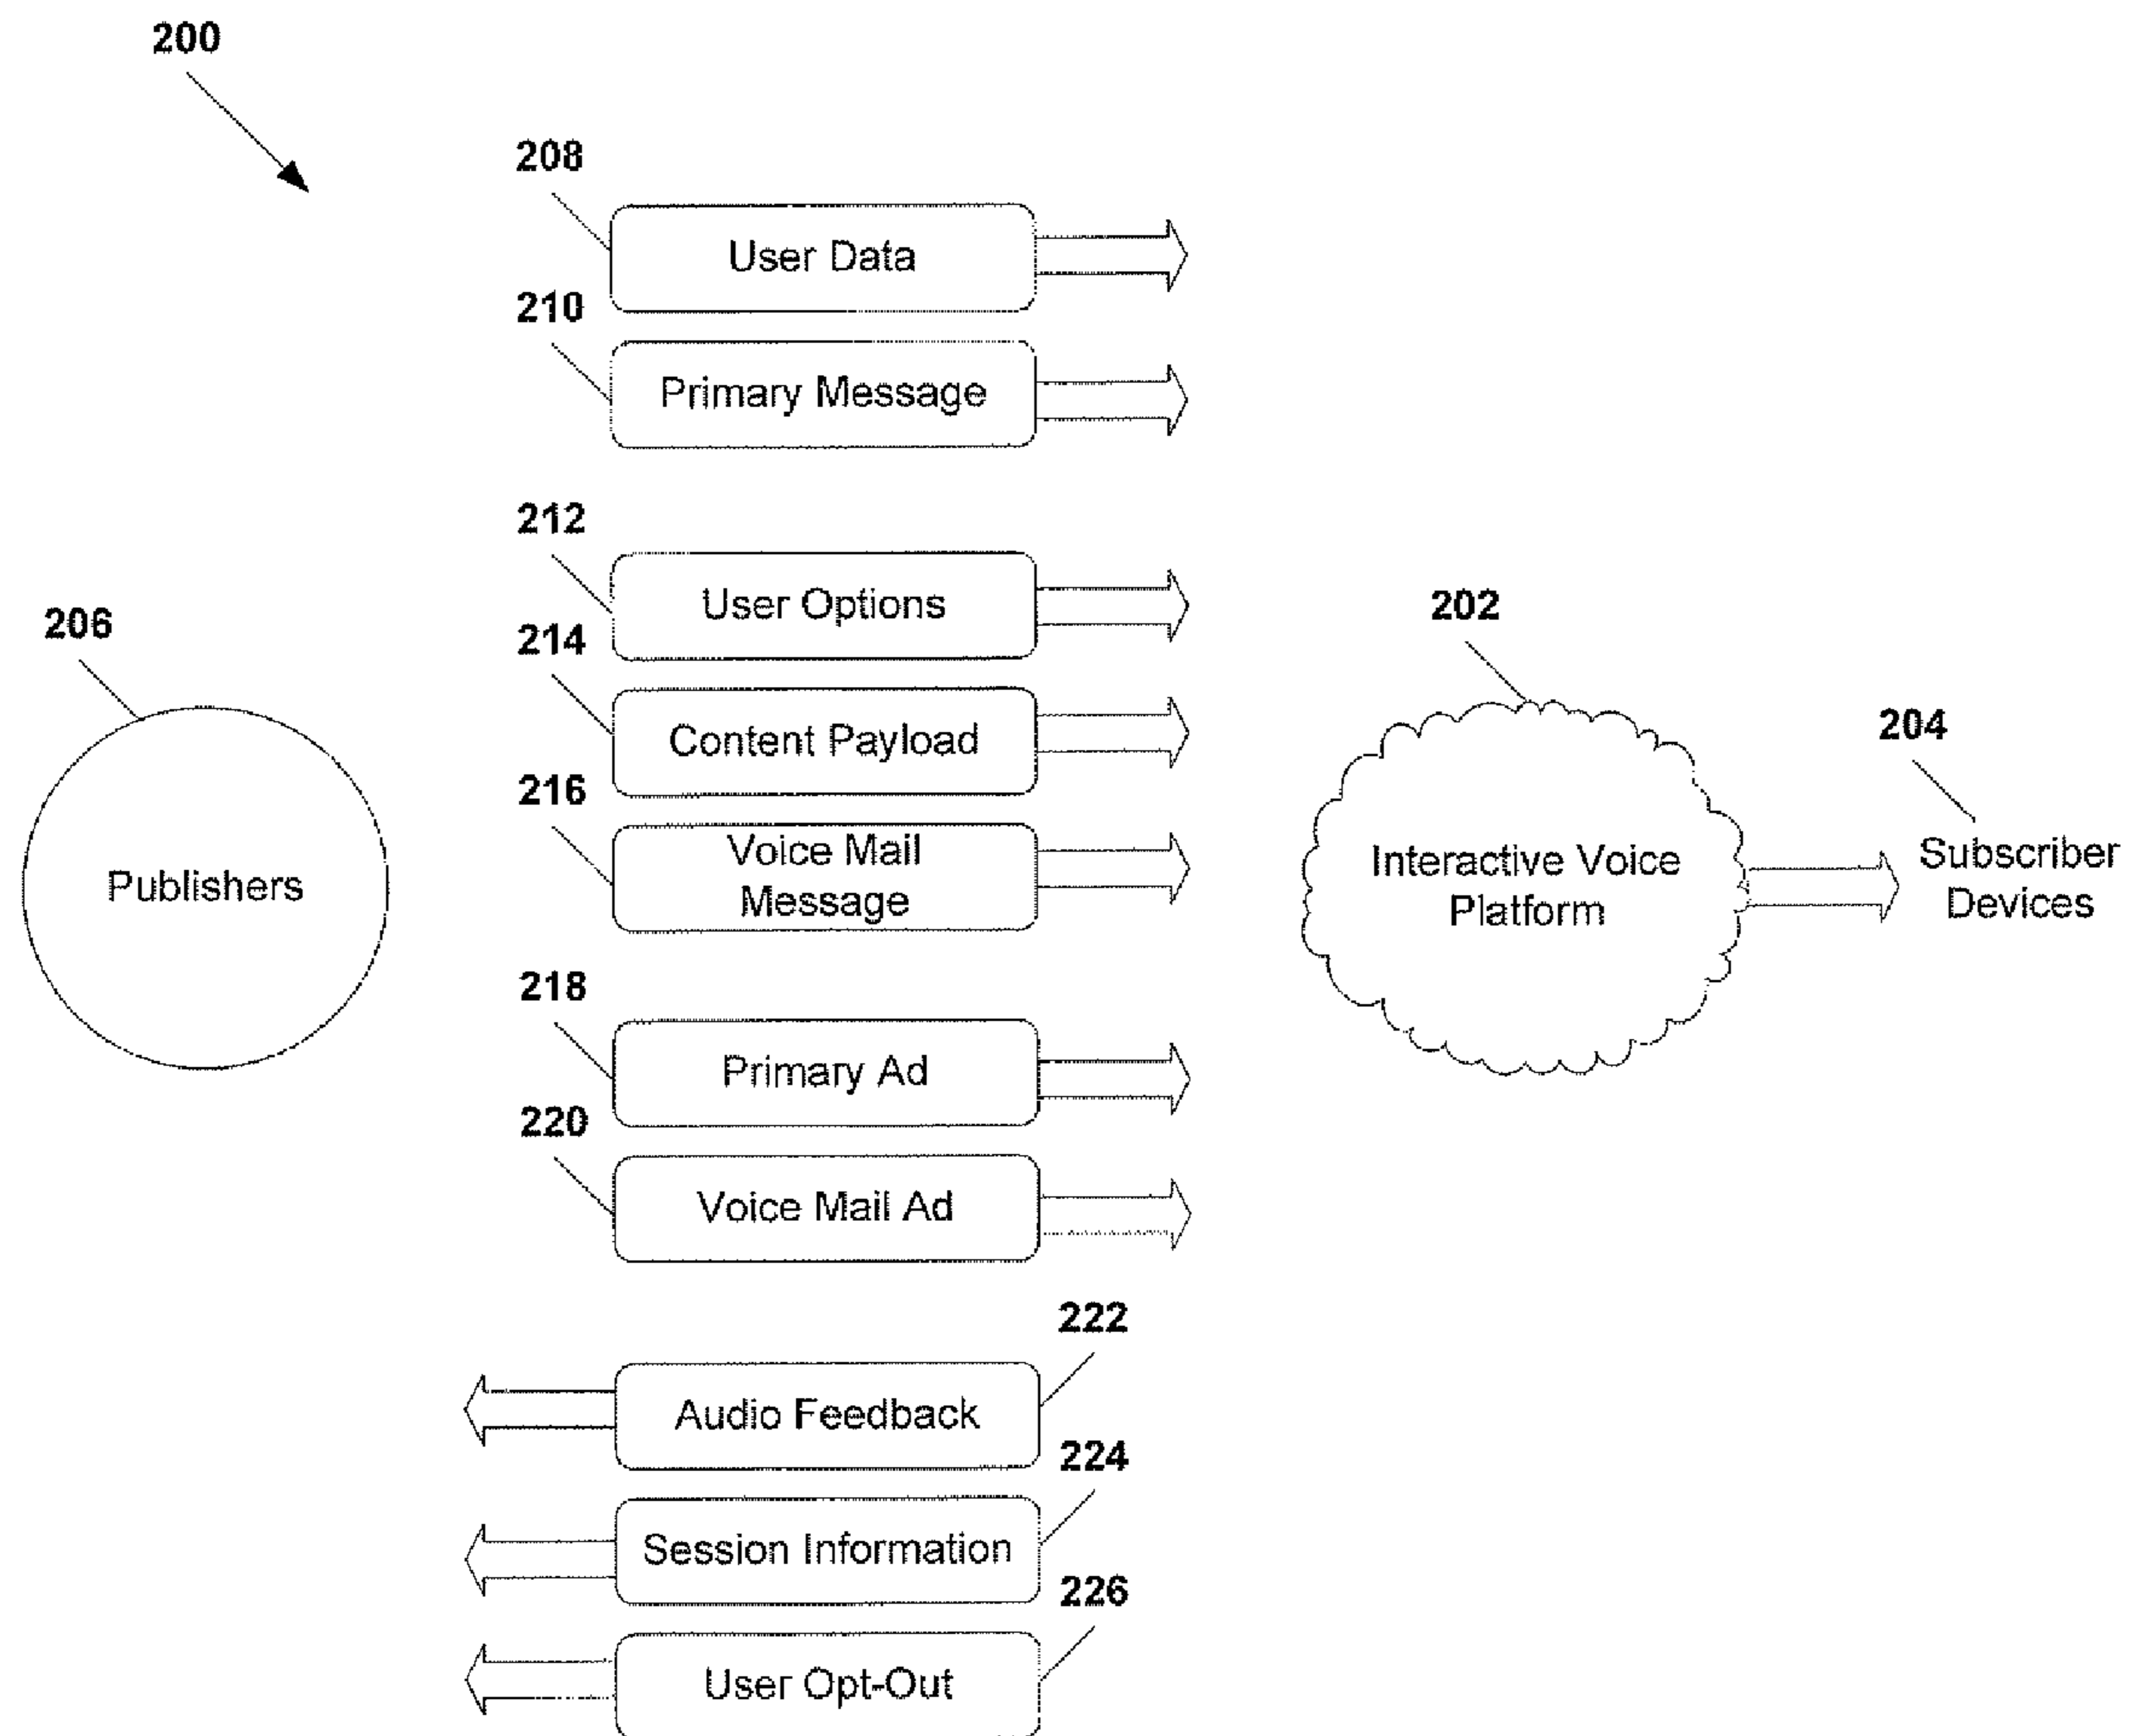 200
208
User Data
210
Primary Message
212
User Options
214
Content Payload
216
Voice Mail
Message
218
Primary Ad
220
Voice Mail Ad
222
Audio Feedback
224
Session Information
226
User Opt-Out
206
Publishers
202
Interactive Voice
Platform
204
Subscriber
Devices